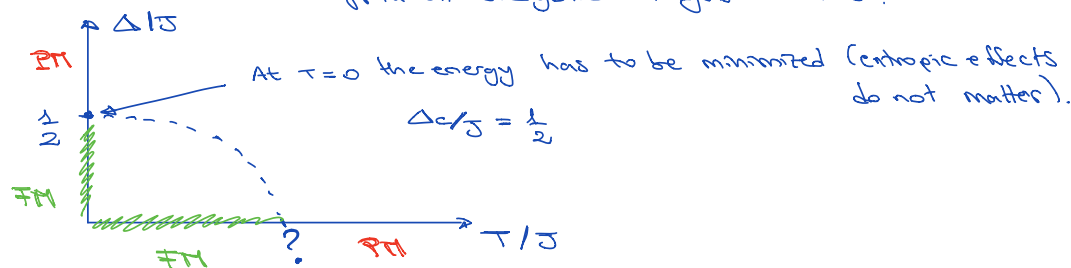 Δ/J
PM
At T=0 the energy has to be minimized (entropic effects
do not matter).
1/2
Δc/J = 1/2
FM
?
T/J
FM
PM